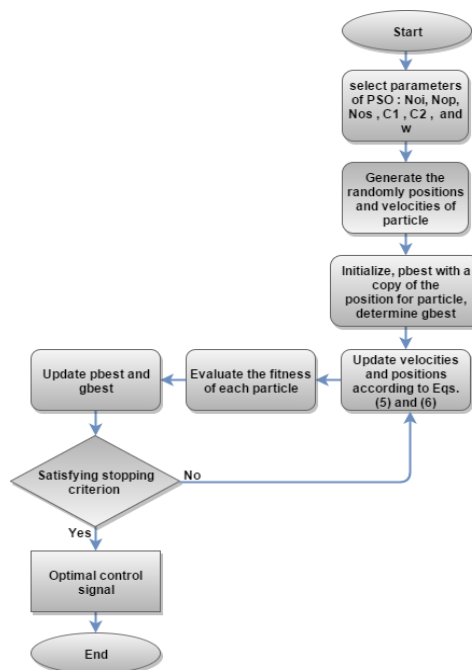 Start
select parameters
of PSO : Noi, Nop,
Nos , C1 , C2 , and
w
Generate the
randomly positions
and velocities of
particle
Initialize, pbest with a
copy of the
position for particle,
determine gbest
Update velocities
and positions
according to Eqs.
(5) and (6)
Evaluate the fitness
of each particle
Update pbest and
gbest
Satisfying stopping
criterion
No
Yes
Optimal control
signal
End